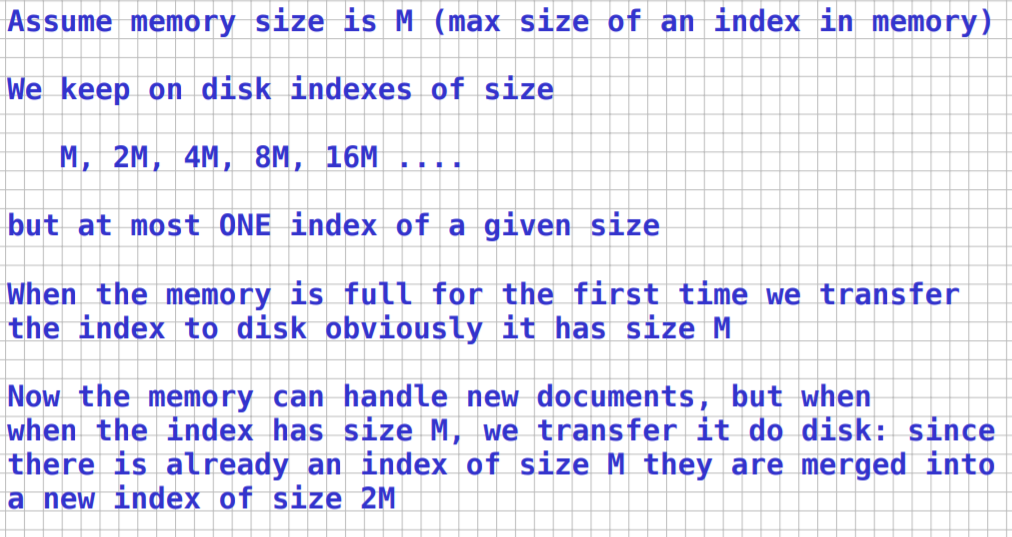 Assume memory size is M (max size of an index in memory)
We keep on disk indexes of size
M, 2M, 4M, 8M, 16M ....
but at most ONE index of a given size
When the memory is full for the first time we transfer
the index to disk obviously it has size M
Now the memory can handle new documents, but when
when the index has size M, we transfer it do disk: since
there is already an index of size M they are merged into
a new index of size 2M